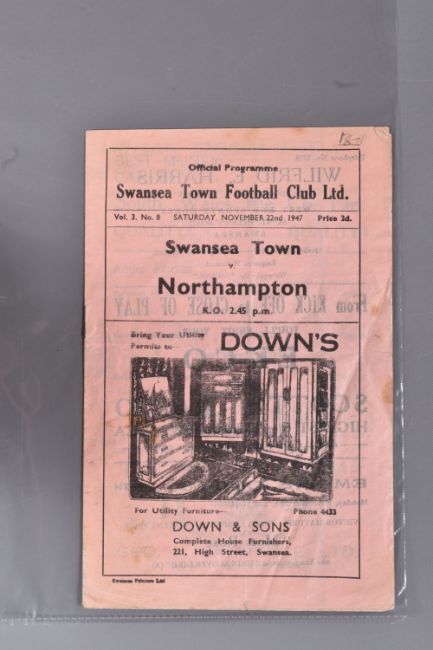 Official Programme
Swansea Town Football Club Ltd.
Vol. 3. No. 8 SATURDAY, NOVEMBER 22nd 1947 Price 2d.
Swansea Town
v.
Northampton
K.O. 2.45 p.m.
Bring Your Utility
Permits to— DOWN'S
For Utility Furniture— Phone 4433
DOWN & SONS
Complete House Furnishers,
221, High Street, Swansea.